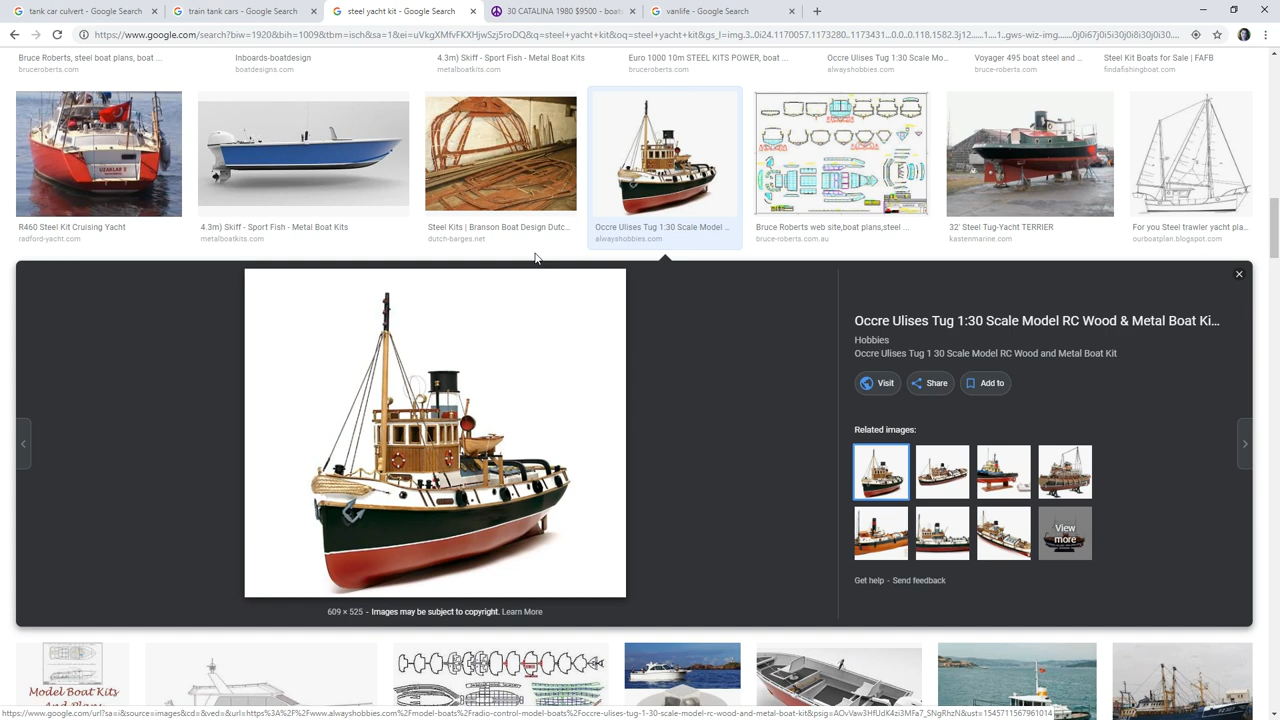 tank car culvert - Google Search
train tank cars - Google Search
steel yacht kit - Google Search
30 CATALINA 1980 $9500 - boats
vanlife - Google Search
Bruce Roberts, steel boat plans, boat ...
bruceroberts.com
Inboards-boatdesign
boatdesigns.com
4.3m) Skiff - Sport Fish - Metal Boat Kits
metalboatkits.com
Euro 1000 10m STEEL KITS POWER, boat ...
bruceroberts.com
Occre Ulises Tug 1:30 Scale Mo...
alwayshobbies.com
Voyager 495 boat steel and ...
bruce-roberts.com
Steel Kit Boats for Sale | FAFB
findafishingboat.com
UZAKLAR II
R460 Steel Kit Cruising Yacht
radford-yacht.com
4.3m) Skiff - Sport Fish - Metal Boat Kits
metalboatkits.com
Steel Kits | Branson Boat Design Dutc...
dutch-barges.net
Occre Ulises Tug 1:30 Scale Model ...
alwayshobbies.com
Bruce Roberts web site,boat plans,steel ...
bruce-roberts.com.au
32' Steel Tug-Yacht TERRIER
kastenmarine.com
For you Steel trawler yacht pla...
ourboatplan.blogspot.com
Occre Ulises Tug 1:30 Scale Model RC Wood & Metal Boat Ki...
Hobbies
Occre Ulises Tug 1 30 Scale Model RC Wood and Metal Boat Kit
Visit
Share
Add to
Related images:
View
more
Get help - Send feedback
609 × 525 - Images may be subject to copyright. Learn More
Model Boat Kits
And Plans